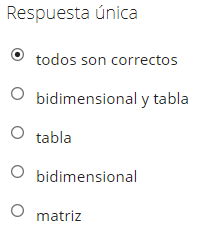 Respuesta única
todos son correctos
bidimensional y tabla
tabla
bidimensional
matriz